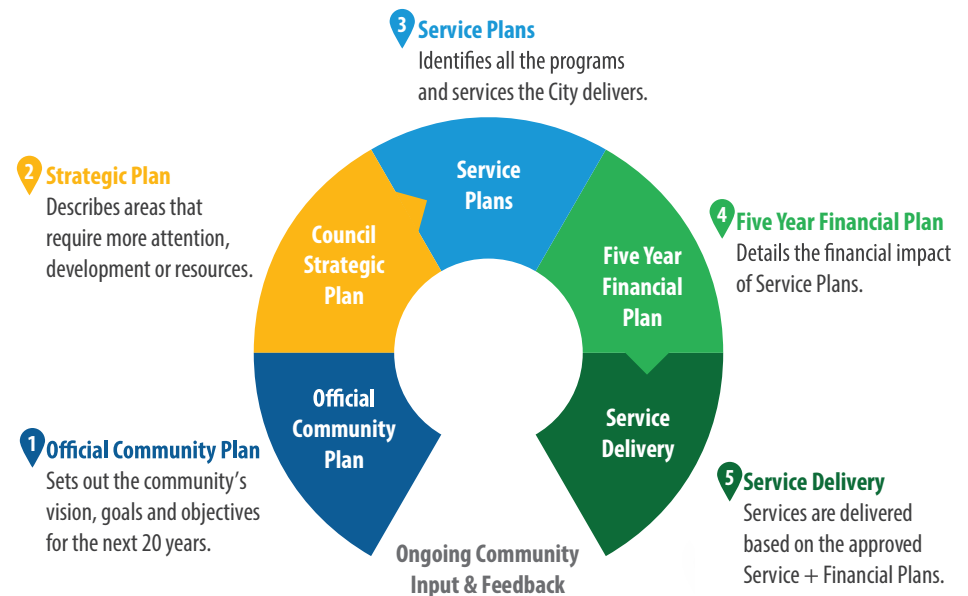 3
Service Plans
Identifies all the programs
and services the City delivers.
2
Strategic Plan
Describes areas that
require more attention,
development or resources.
Service
Plans
Council
Strategic
Plan
4
Five Year Financial Plan
Details the financial impact
of Service Plans.
Five Year
Financial
Plan
1
Official Community Plan
Sets out the community's
vision, goals and objectives
for the next 20 years.
Official
Community
Plan
Service
Delivery
5
Service Delivery
Services are delivered
based on the approved
Service + Financial Plans.
Ongoing Community
Input & Feedback